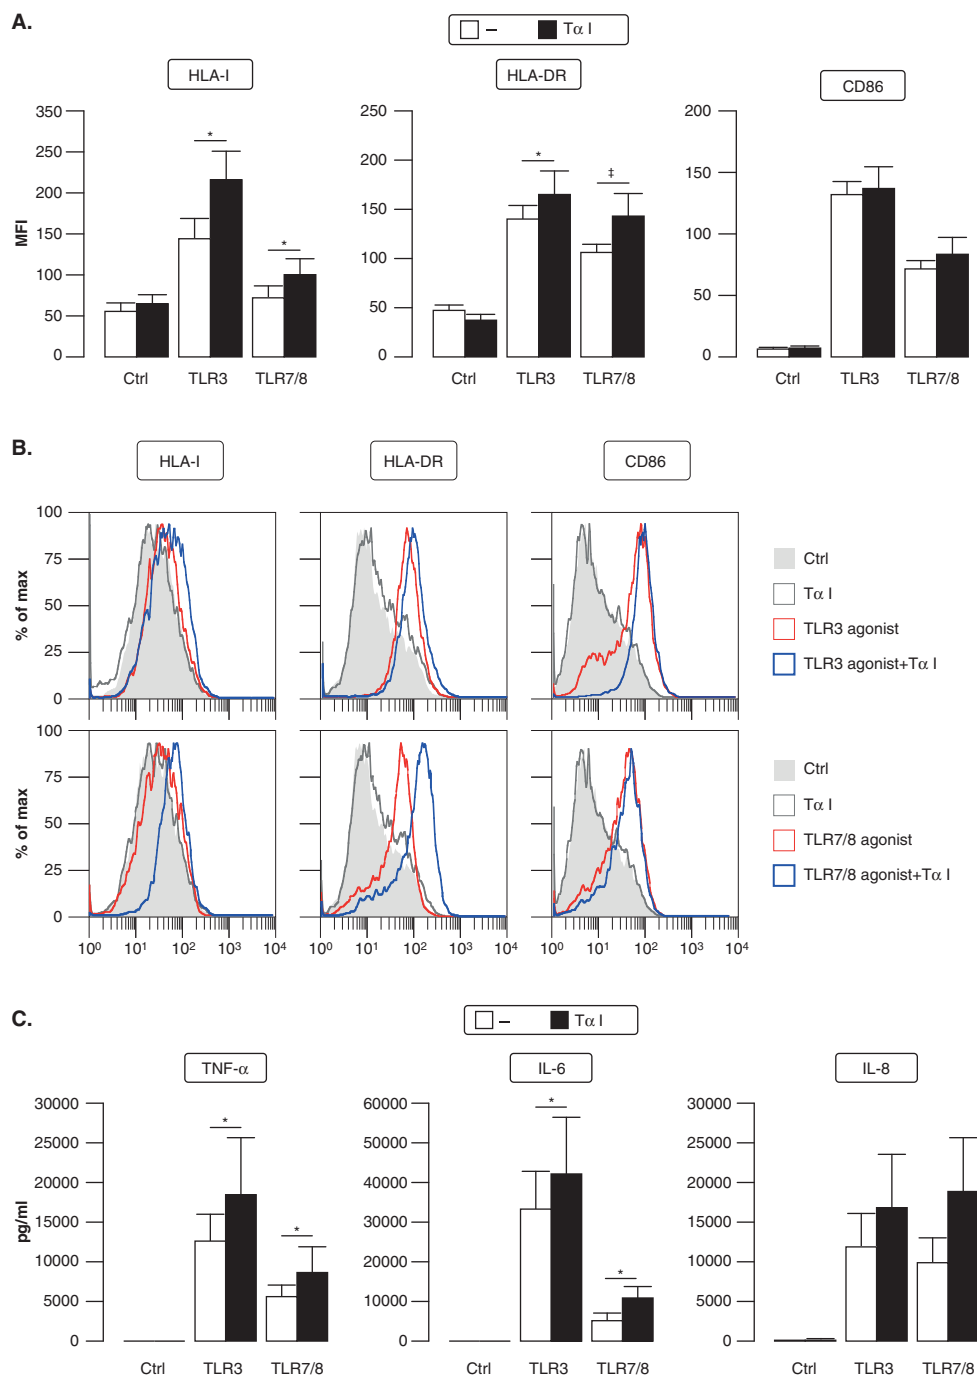 A.
– Tα I
HLA-I
HLA-DR
CD86
MFI
350
300
250
200
150
100
50
0
250
200
150
100
50
0
200
150
100
50
0
*
*
*
‡
Ctrl TLR3 TLR7/8
Ctrl TLR3 TLR7/8
Ctrl TLR3 TLR7/8
B.
HLA-I
HLA-DR
CD86
% of max
100
75
50
25
0
Ctrl
Tα I
TLR3 agonist
TLR3 agonist+Tα I
% of max
100
75
50
25
0
Ctrl
Tα I
TLR7/8 agonist
TLR7/8 agonist+Tα I
10⁰ 10¹ 10² 10³ 10⁴
10⁰ 10¹ 10² 10³ 10⁴
10⁰ 10¹ 10² 10³ 10⁴
C.
– Tα I
TNF-α
IL-6
IL-8
pg/ml
30000
25000
20000
15000
10000
5000
0
60000
50000
40000
30000
20000
10000
0
30000
25000
20000
15000
10000
5000
0
*
*
*
*
Ctrl TLR3 TLR7/8
Ctrl TLR3 TLR7/8
Ctrl TLR3 TLR7/8